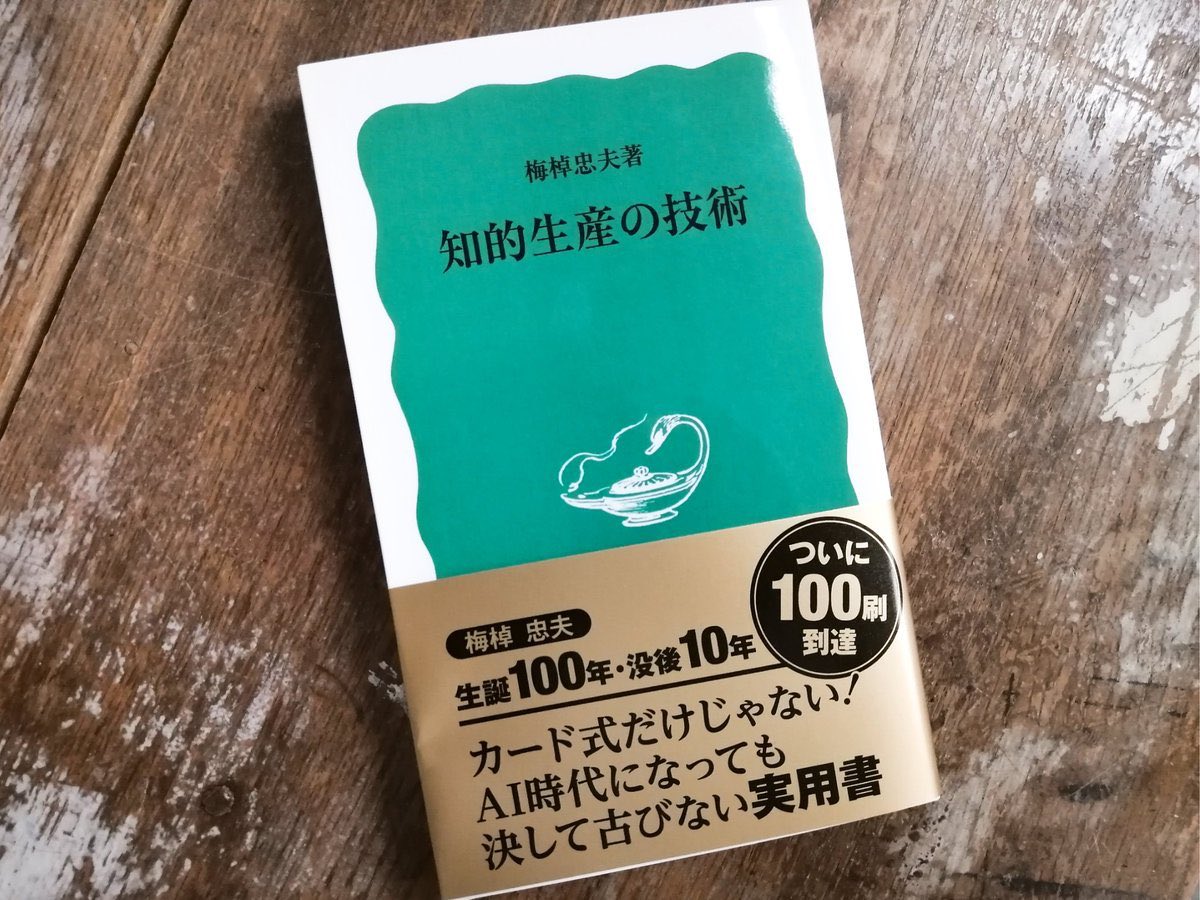 梅棹忠夫著
知的生産の技術
ついに
100刷
到達
梅棹 忠夫
生誕100年・没後10年
カード式だけじゃない!
AI時代になっても
決して古びない実用書